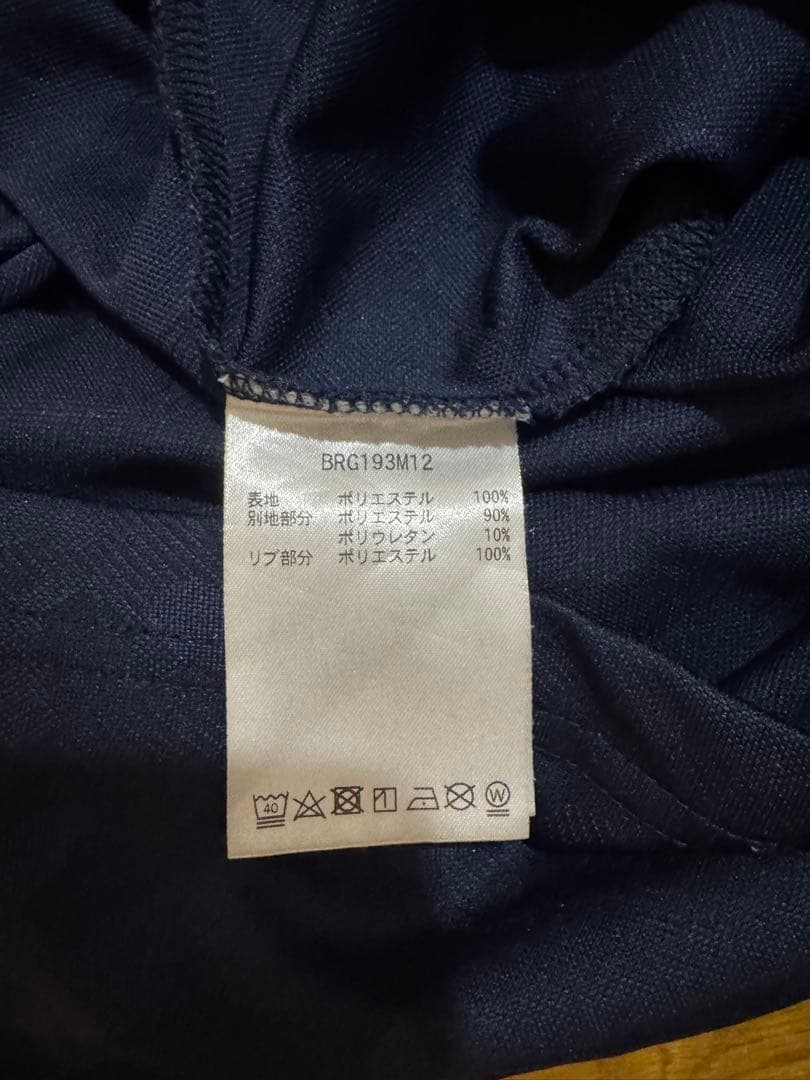 BRG193M12
表地 ポリエステル 100%
別地部分 ポリエステル 90%
ポリウレタン 10%
リブ部分 ポリエステル 100%
40 W